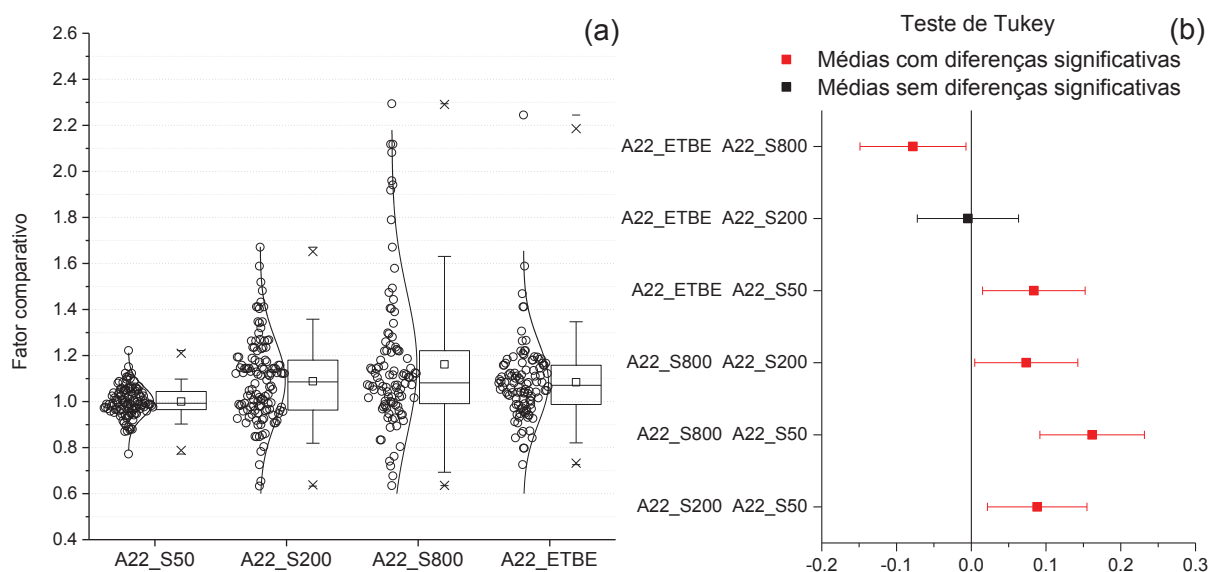 (a)
Fator comparativo
2.6
2.4
2.2
2.0
1.8
1.6
1.4
1.2
1.0
0.8
0.6
0.4
A22_S50 A22_S200 A22_S800 A22_ETBE
Teste de Tukey (b)
Médias com diferenças significativas
Médias sem diferenças significativas
A22_ETBE A22_S800
A22_ETBE A22_S200
A22_ETBE A22_S50
A22_S800 A22_S200
A22_S800 A22_S50
A22_S200 A22_S50
-0.2 -0.1 0.0 0.1 0.2 0.3